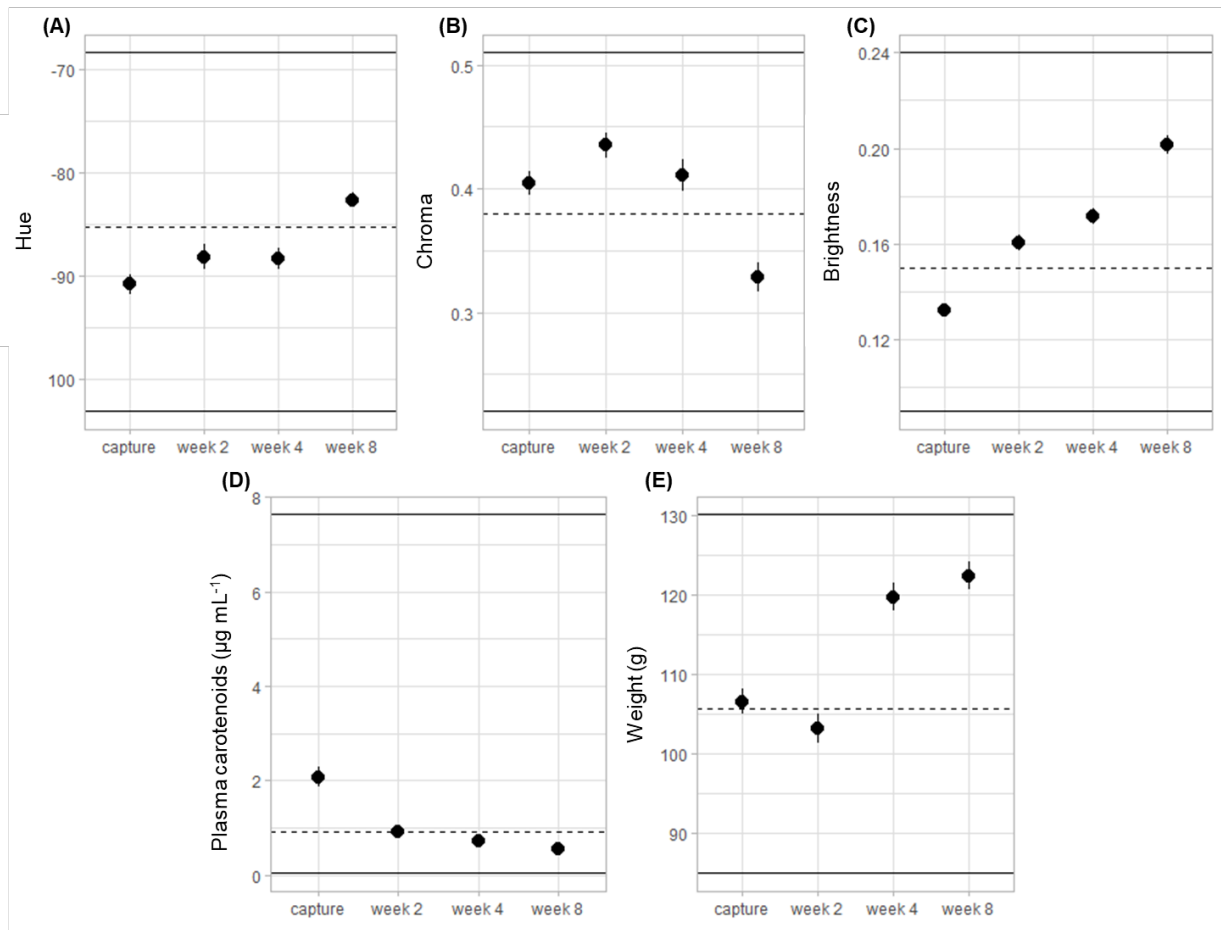 (A)
(B)
(C)
Hue
-70
-80
-90
100
capture week 2 week 4 week 8
Chroma
0.5
0.4
0.3
capture week 2 week 4 week 8
Brightness
0.24
0.20
0.16
0.12
capture week 2 week 4 week 8
(D)
(E)
Plasma carotenoids (µg mL-1)
8
6
4
2
0
capture week 2 week 4 week 8
Weight (g)
130
120
110
100
90
capture week 2 week 4 week 8